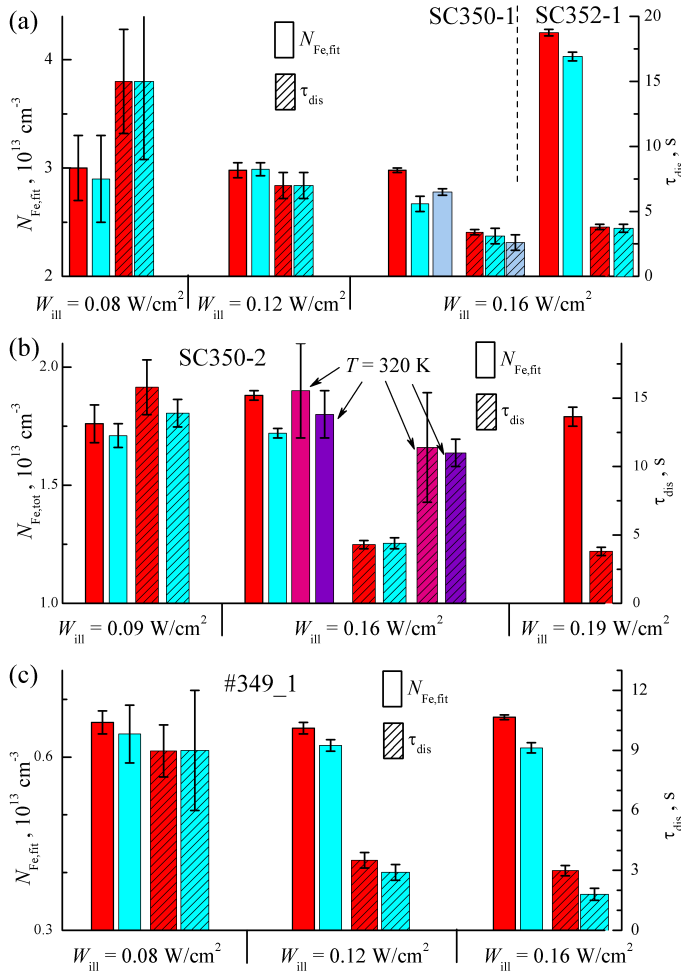 (a)
SC350-1
SC352-1
N_Fe,fit
τ_dis
N_Fe,fit , 10^13 cm^-3
4
3
2
20
15
10
5
0
τ_dis , s
W_ill = 0.08 W/cm^2
W_ill = 0.12 W/cm^2
W_ill = 0.16 W/cm^2
(b)
SC350-2
T = 320 K
N_Fe,fit
τ_dis
N_Fe,tot , 10^13 cm^-3
2.0
1.5
1.0
15
10
5
0
τ_dis , s
W_ill = 0.09 W/cm^2
W_ill = 0.16 W/cm^2
W_ill = 0.19 W/cm^2
(c)
#349_1
N_Fe,fit
τ_dis
N_Fe,fit , 10^13 cm^-3
0.6
0.3
12
9
6
3
0
τ_dis , s
W_ill = 0.08 W/cm^2
W_ill = 0.12 W/cm^2
W_ill = 0.16 W/cm^2